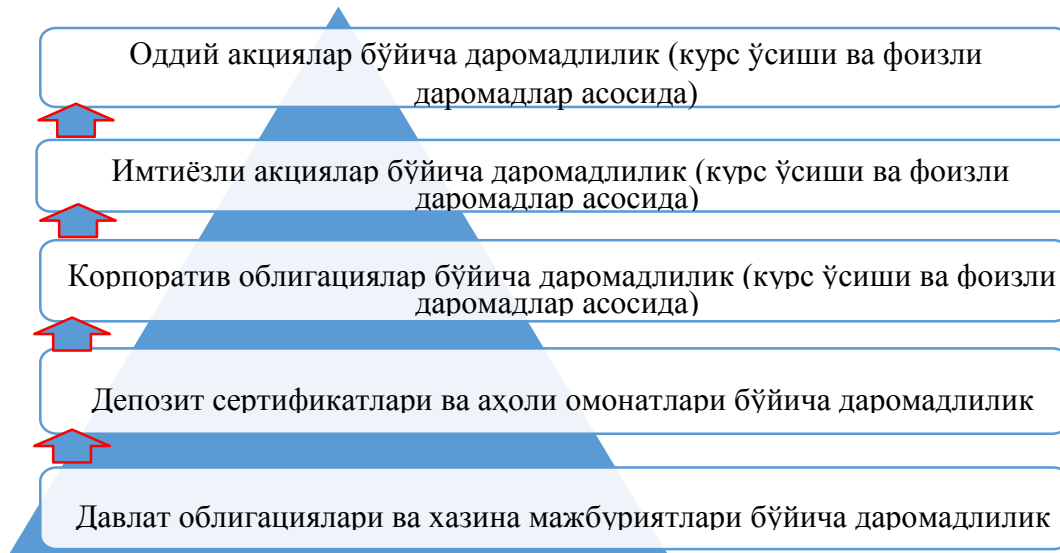 Оддий акциялар бўйича даромадлилик (курс ўсиши ва фоизли
даромадлар асосида)
Имтиёзли акциялар бўйича даромадлилик (курс ўсиши ва фоизли
даромадлар асосида)
Корпоратив облигациялар бўйича даромадлилик (курс ўсиши ва фоизли
даромадлар асосида)
Депозит сертификатлари ва аҳоли омонатлари бўйича даромадлилик
Давлат облигациялари ва хазина мажбуриятлари бўйича даромадлилик